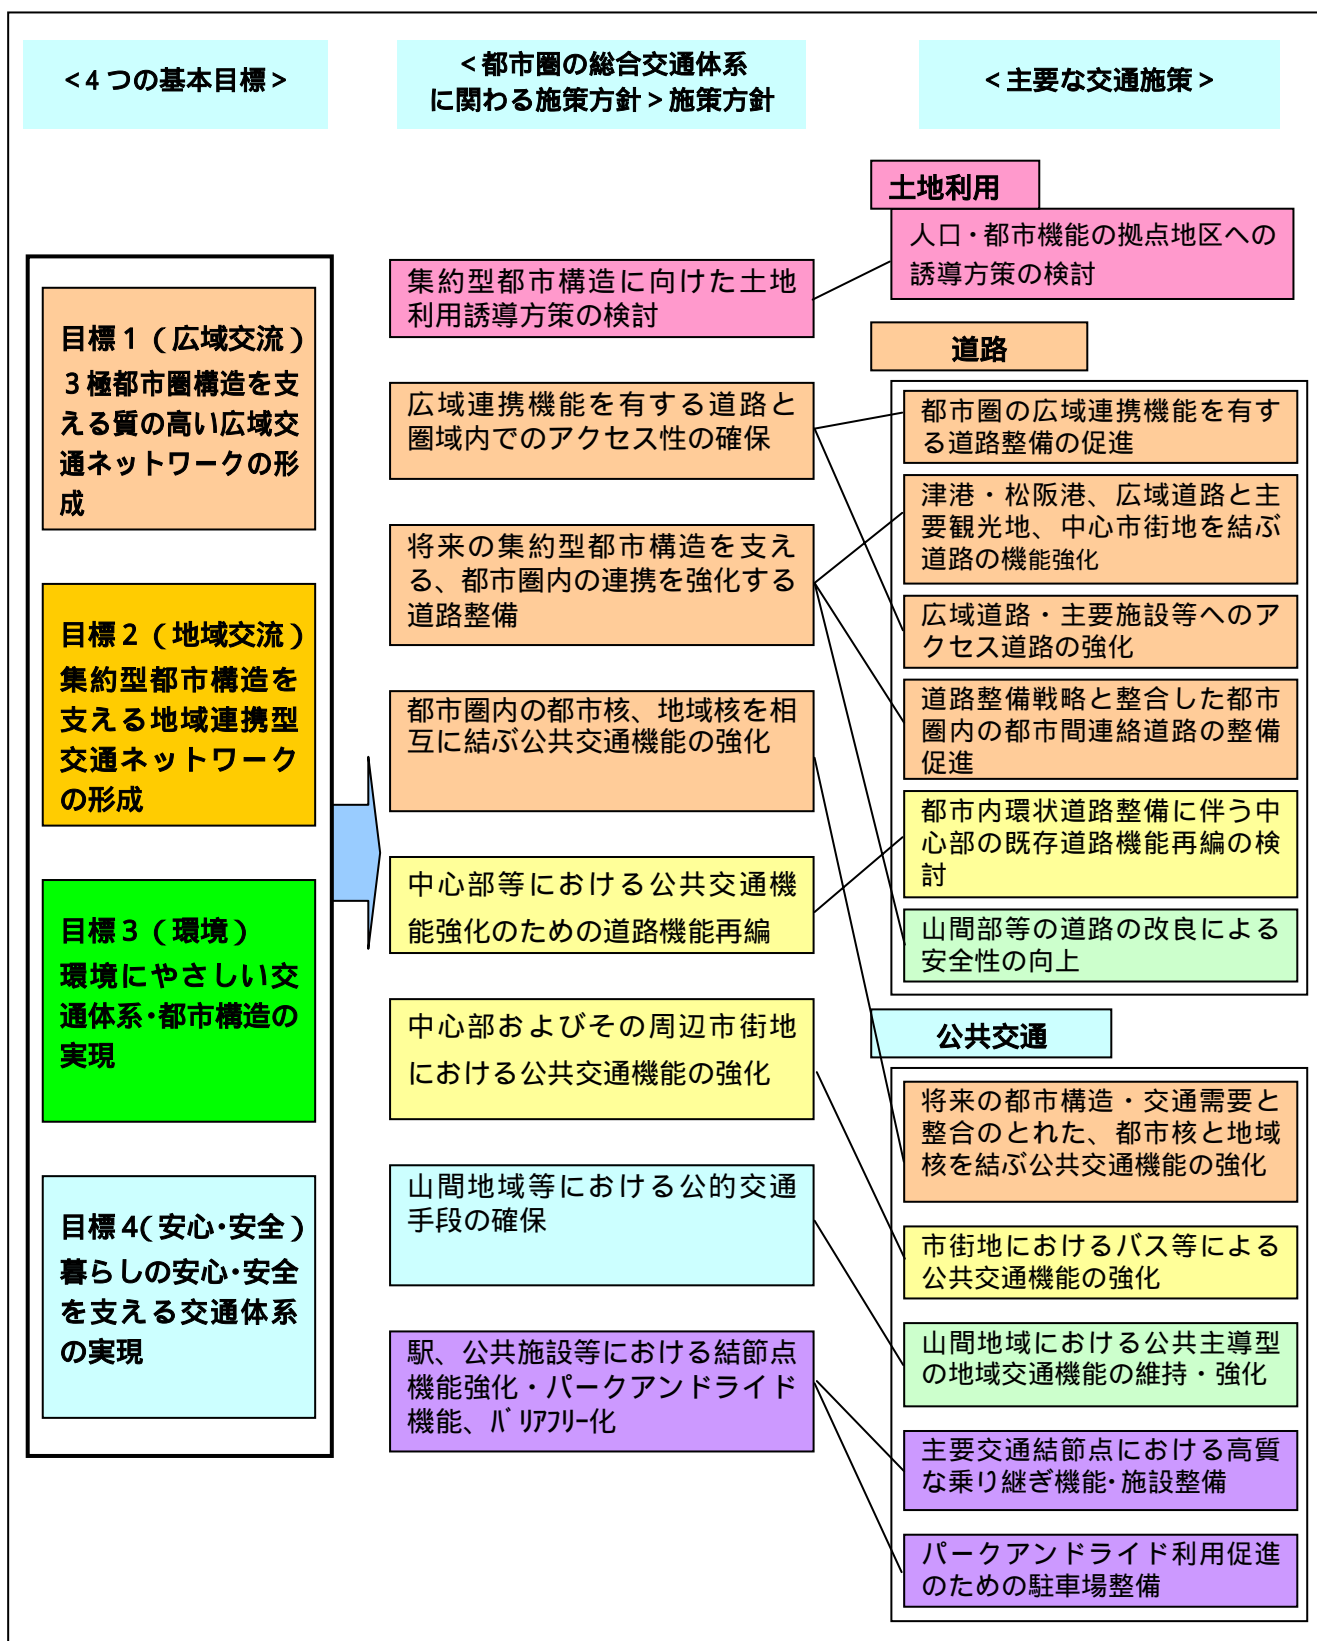 <4つの基本目標>
<都市圏の総合交通体系
に関わる施策方針>施策方針
<主要な交通施策>
目標1（広域交流）
3極都市圏構造を支
える質の高い広域交
通ネットワークの形
成
目標2（地域交流）
集約型都市構造を
支える地域連携型
交通ネットワーク
の形成
目標3（環境）
環境にやさしい交
通体系・都市構造の
実現
目標4（安心・安全）
暮らしの安心・安全
を支える交通体系
の実現
集約型都市構造に向けた土地
利用誘導方策の検討
広域連携機能を有する道路と
圏域内でのアクセス性の確保
将来の集約型都市構造を支え
る、都市圏内の連携を強化する
道路整備
都市圏内の都市核、地域核を相
互に結ぶ公共交通機能の強化
中心部等における公共交通機
能強化のための道路機能再編
中心部およびその周辺市街地
における公共交通機能の強化
山間地域等における公的交通
手段の確保
駅、公共施設等における結節点
機能強化・パークアンドライド
機能、バリアフリー化
土地利用
人口・都市機能の拠点地区への
誘導方策の検討
道路
都市圏の広域連携機能を有す
る道路整備の促進
津港・松阪港、広域道路と主
要観光地、中心市街地を結ぶ
道路の機能強化
広域道路・主要施設等へのア
クセス道路の強化
道路整備戦略と整合した都市
圏内の都市間連絡道路の整備
促進
都市内環状道路整備に伴う中
心部の既存道路機能再編の検
討
山間部等の道路の改良による
安全性の向上
公共交通
将来の都市構造・交通需要と
整合のとれた、都市核と地域
核を結ぶ公共交通機能の強化
市街地におけるバス等による
公共交通機能の強化
山間地域における公共主導型
の地域交通機能の維持・強化
主要交通結節点における高質
な乗り継ぎ機能・施設整備
パークアンドライド利用促進
のための駐車場整備